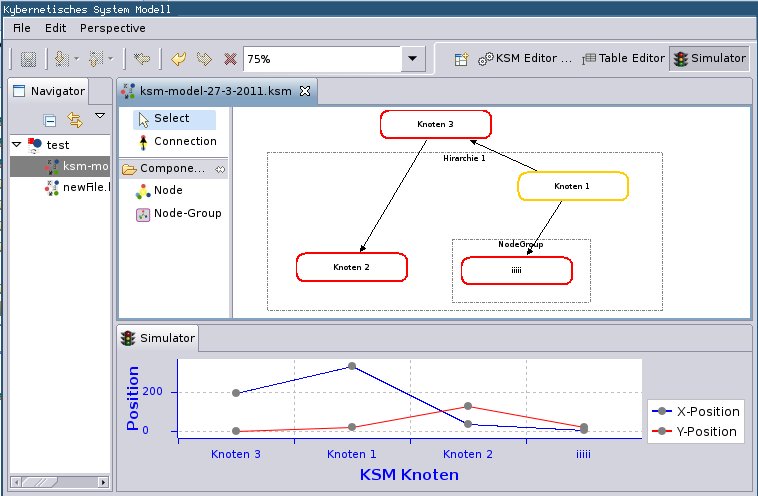 Kybernetisches System Modell
File Edit Perspective
75% KSM Editor ... Table Editor Simulator
Navigator
ksm-model-27-3-2011.ksm
test
ksm-mo
newFile.l
Select
Connection
Compone...
Node
Node-Group
Knoten 3
Hirarchie 1
Knoten 1
NodeGroup
Knoten 2
iiiii
Simulator
Position
200
0
Knoten 3 Knoten 1 Knoten 2 iiiii
KSM Knoten
X-Position
Y-Position